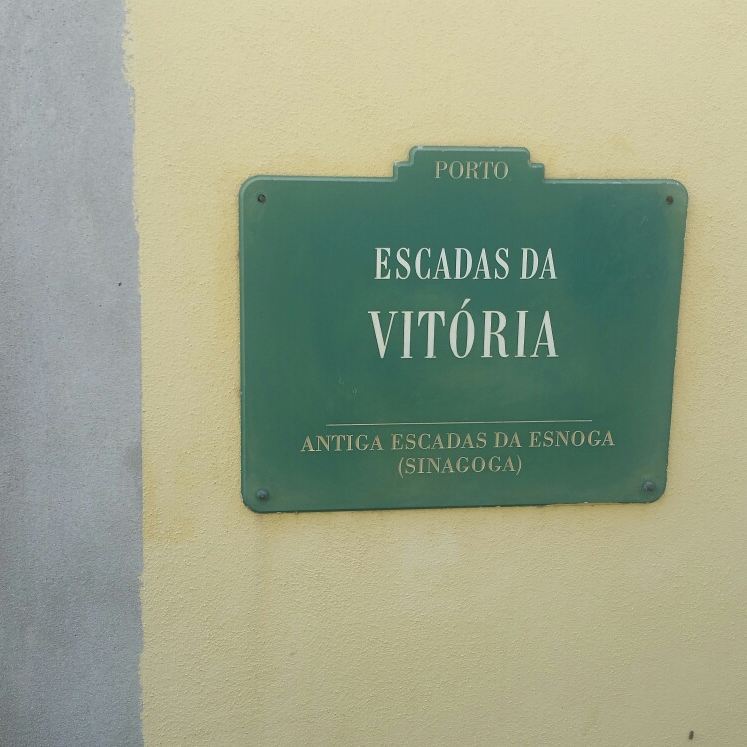 PORTO
ESCADAS DA
VITÓRIA
ANTIGA ESCADAS DA ESNOGA
(SINAGOGA)